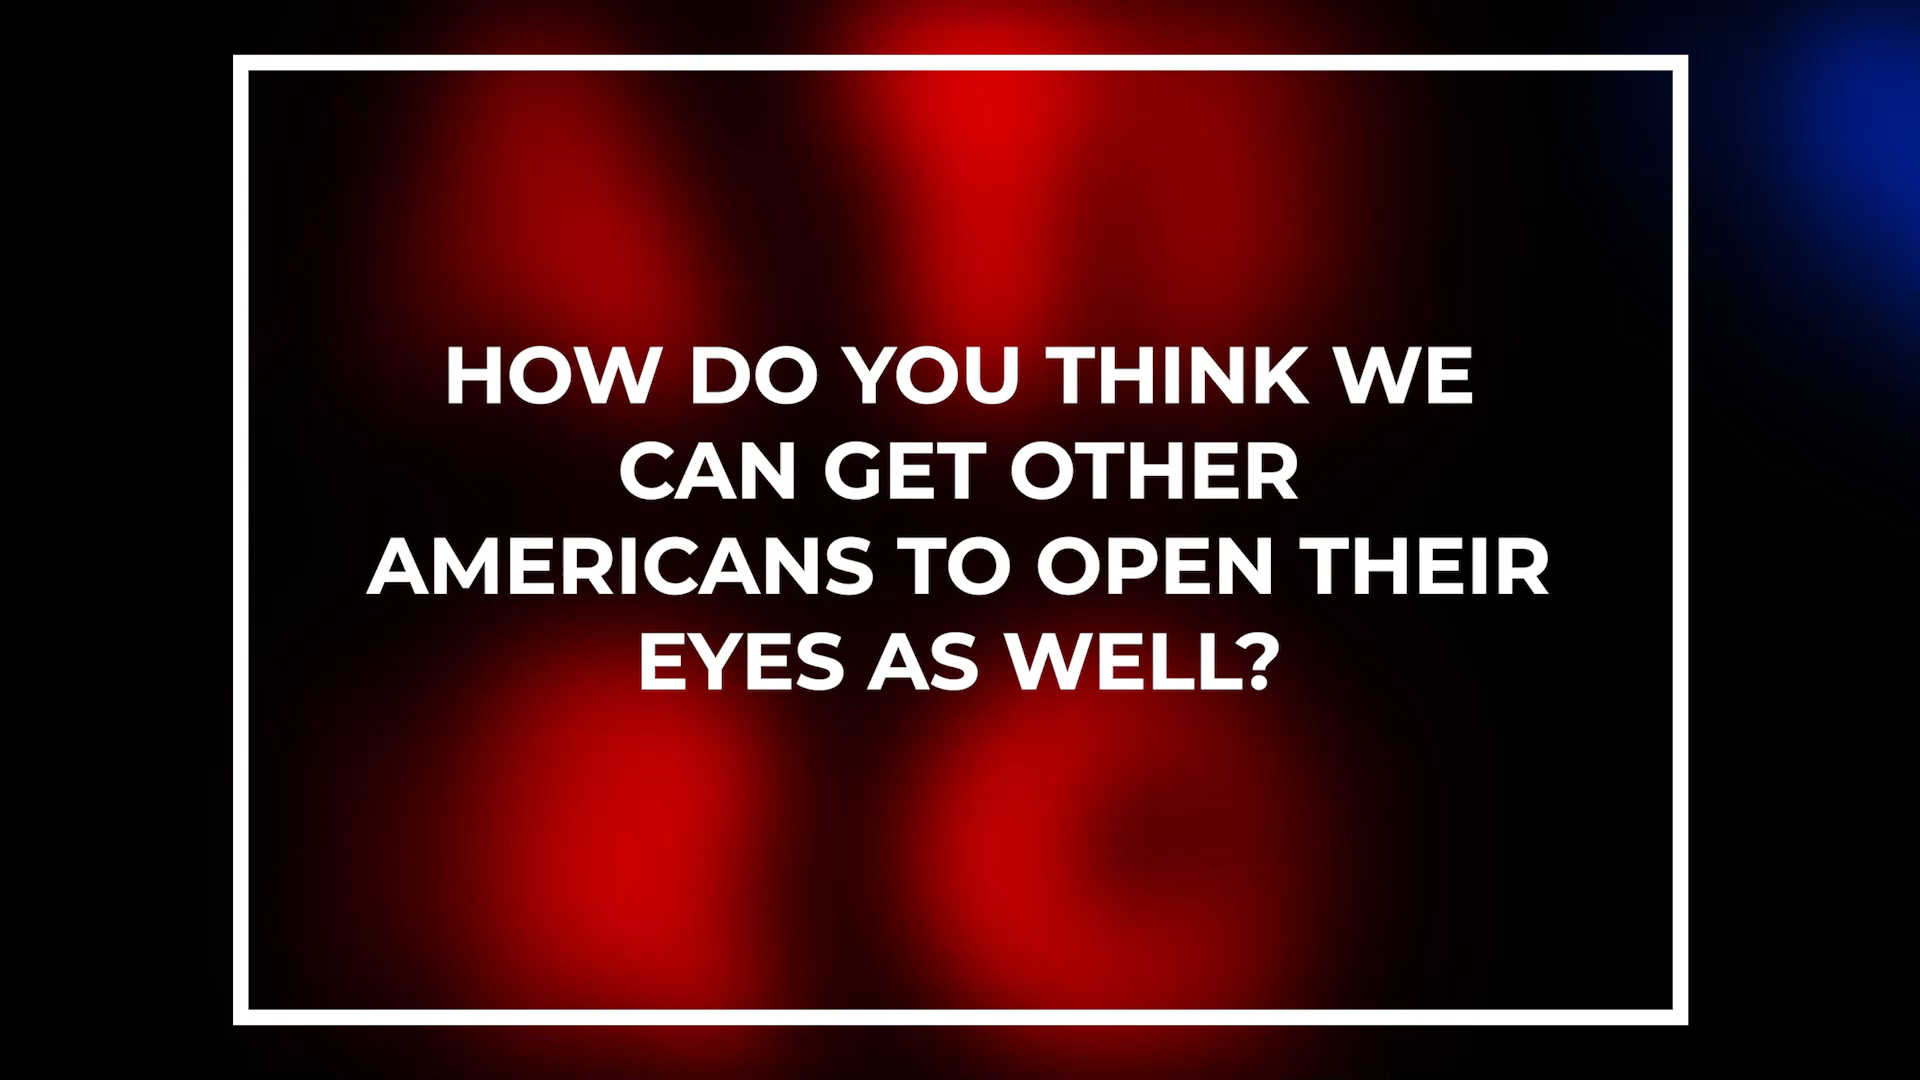 HOW DO YOU THINK WE
CAN GET OTHER
AMERICANS TO OPEN THEIR
EYES AS WELL?